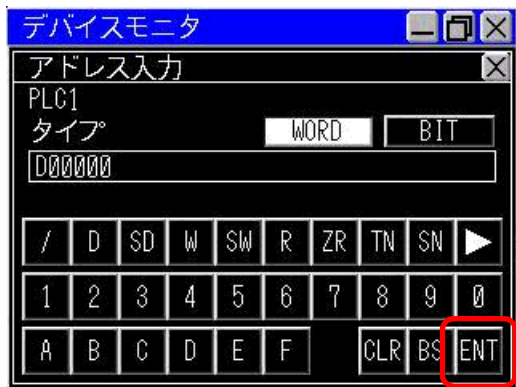 デバイスモニタ
アドレス入力
PLC1
タイプ WORD BIT
D00000
/ D SD W SW R ZR TN SN
1 2 3 4 5 6 7 8 9 0
A B C D E F CLR BS ENT